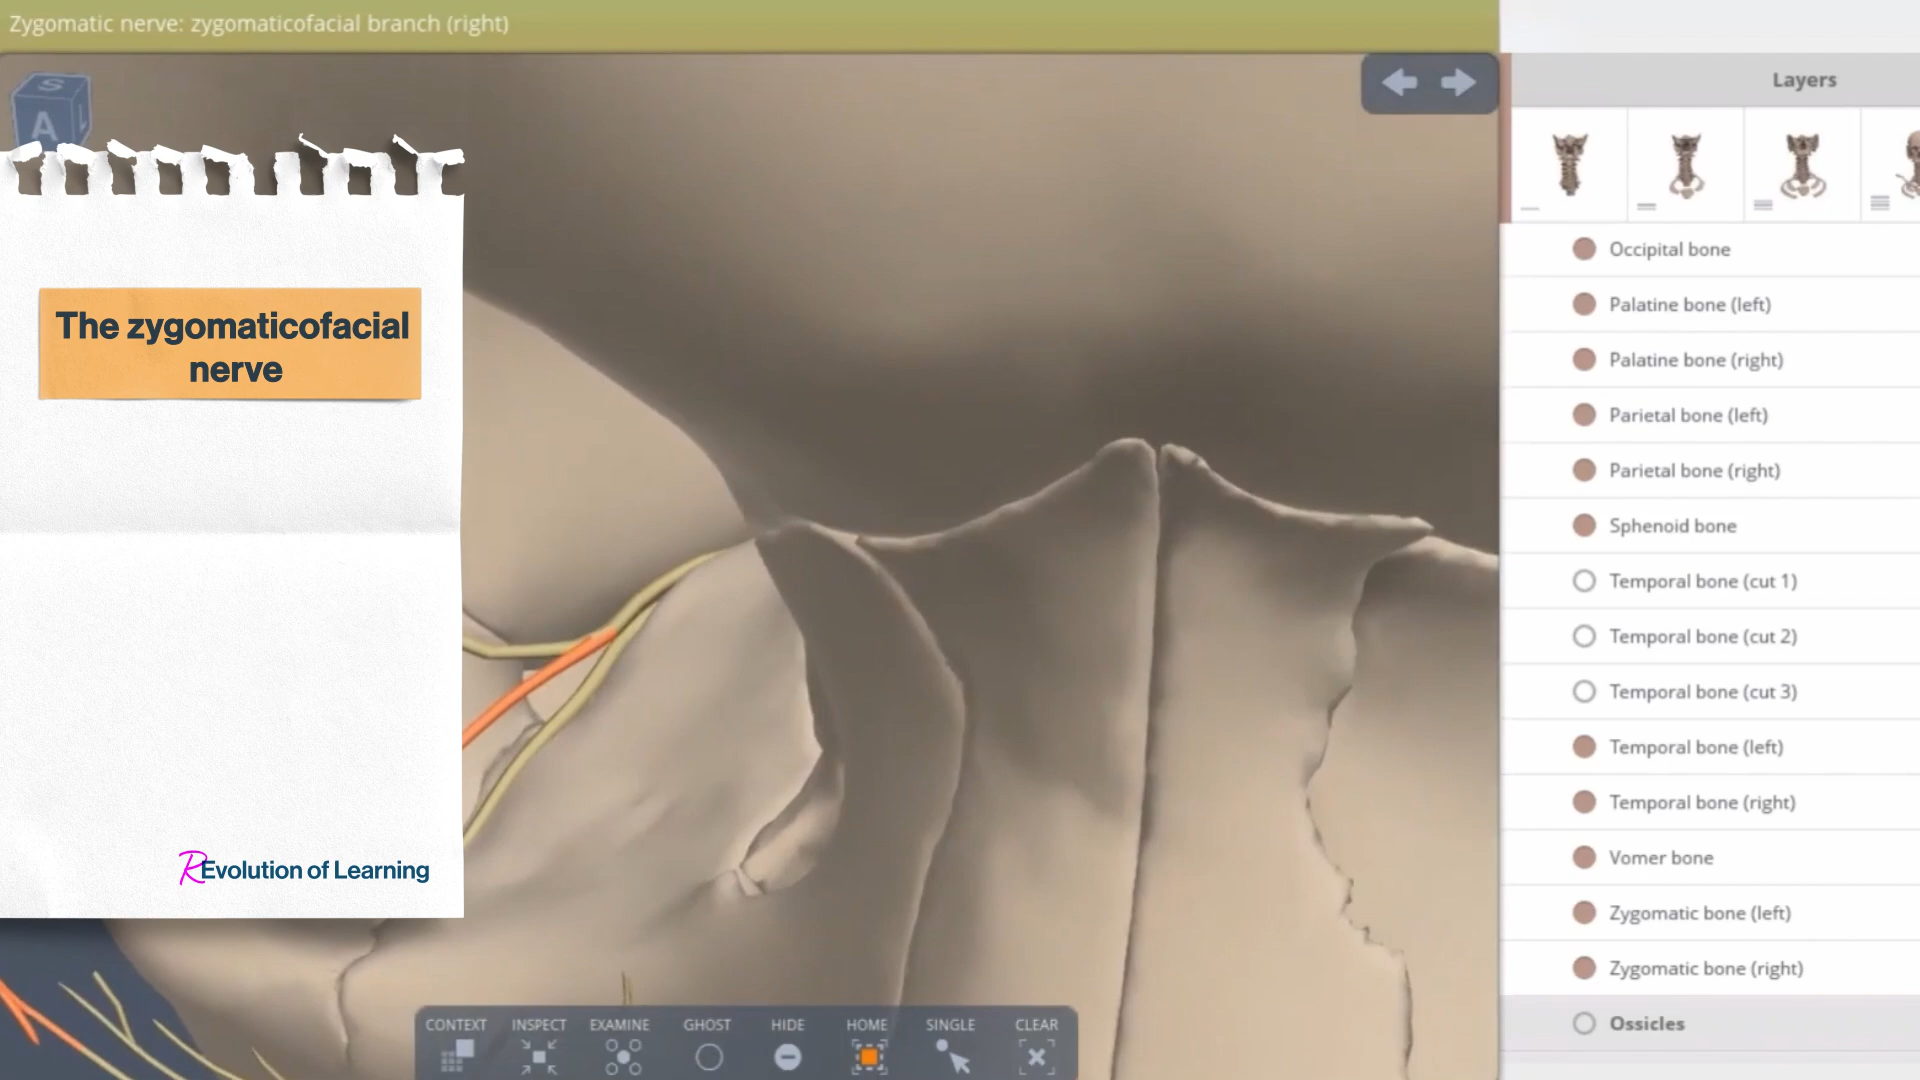 Zygomatic nerve: zygomaticofacial branch (right)
S
A
L
The zygomaticofacial
nerve
REvolution of Learning
CONTEXT
INSPECT
EXAMINE
GHOST
HIDE
HOME
SINGLE
CLEAR
Layers
Occipital bone
Palatine bone (left)
Palatine bone (right)
Parietal bone (left)
Parietal bone (right)
Sphenoid bone
Temporal bone (cut 1)
Temporal bone (cut 2)
Temporal bone (cut 3)
Temporal bone (left)
Temporal bone (right)
Vomer bone
Zygomatic bone (left)
Zygomatic bone (right)
Ossicles